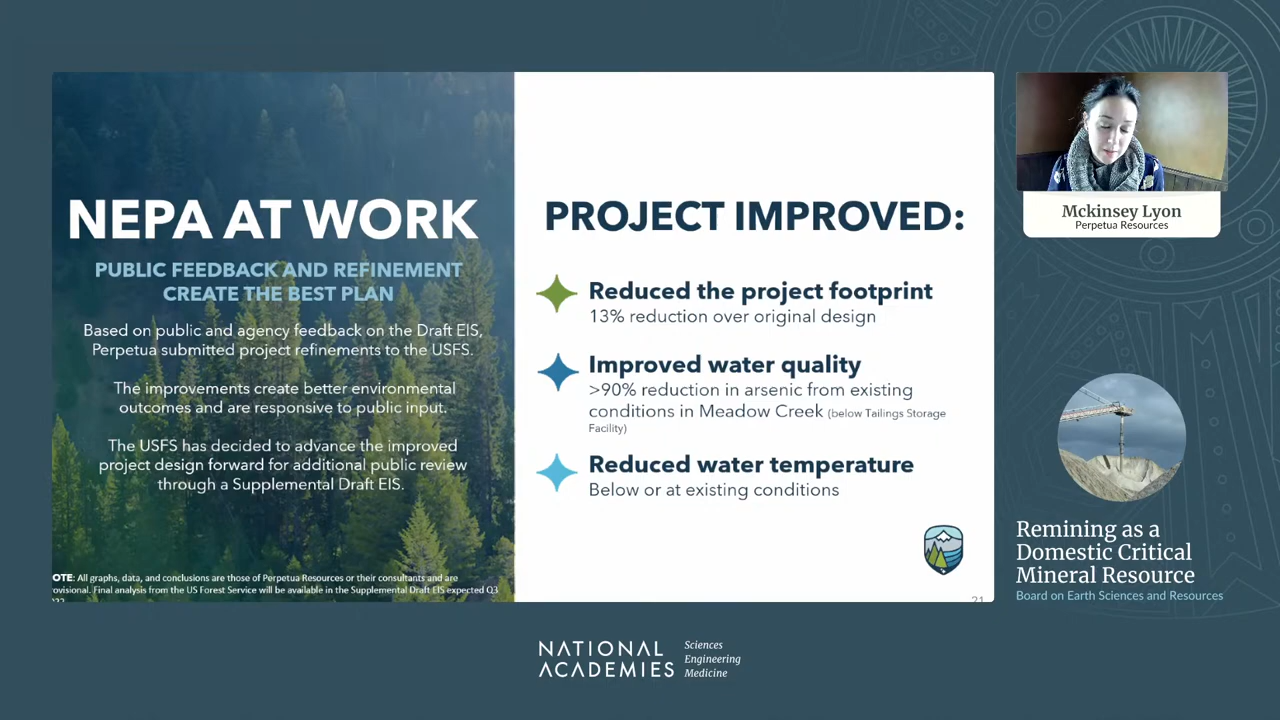 NEPA AT WORK
PUBLIC FEEDBACK AND REFINEMENT
CREATE THE BEST PLAN
Based on public and agency feedback on the Draft EIS,
Perpetua submitted project refinements to the USFS.
The improvements create better environmental
outcomes and are responsive to public input.
The USFS has decided to advance the improved
project design forward for additional public review
through a Supplemental Draft EIS.
OTE: All graphs, data, and conclusions are those of Perpetua Resources or their consultants and are
ovisional. Final analysis from the US Forest Service will be available in the Supplemental Draft EIS expected Q3
PROJECT IMPROVED:
Reduced the project footprint
13% reduction over original design
Improved water quality
>90% reduction in arsenic from existing
conditions in Meadow Creek (below Tailings Storage
Facility)
Reduced water temperature
Below or at existing conditions
21
Mckinsey Lyon
Perpetua Resources
Remining as a
Domestic Critical
Mineral Resource
Board on Earth Sciences and Resources
NATIONAL
ACADEMIES
Sciences
Engineering
Medicine